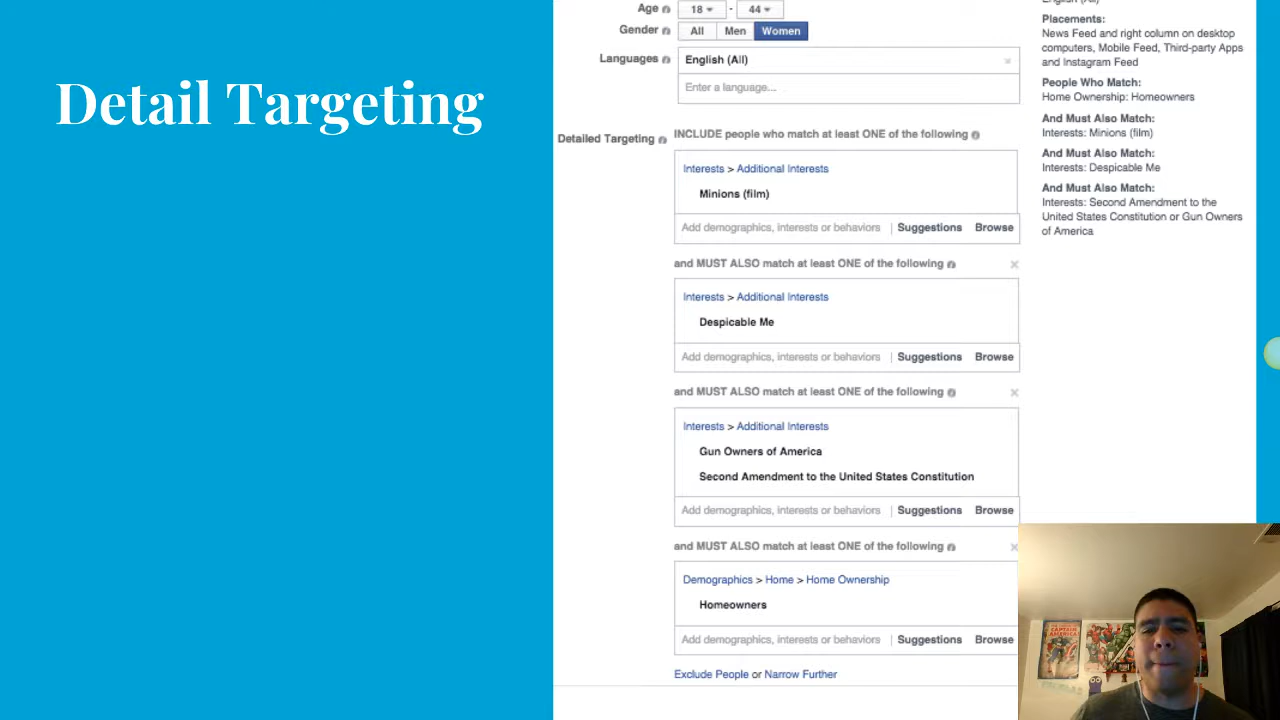 Detail Targeting
Age
18
-
44
Gender
All
Men
Women
Languages
English (All)
Enter a language...
Detailed Targeting
INCLUDE people who match at least ONE of the following
Interests > Additional Interests
Minions (film)
Add demographics, interests or behaviors | Suggestions Browse
and MUST ALSO match at least ONE of the following
Interests > Additional Interests
Despicable Me
Add demographics, interests or behaviors | Suggestions Browse
and MUST ALSO match at least ONE of the following
Interests > Additional Interests
Gun Owners of America
Second Amendment to the United States Constitution
Add demographics, interests or behaviors | Suggestions Browse
and MUST ALSO match at least ONE of the following
Demographics > Home > Home Ownership
Homeowners
Add demographics, interests or behaviors | Suggestions Browse
Exclude People or Narrow Further
English (All)
Placements:
News Feed and right column on desktop
computers, Mobile Feed, Third-party Apps
and Instagram Feed
People Who Match:
Home Ownership: Homeowners
And Must Also Match:
Interests: Minions (film)
And Must Also Match:
Interests: Despicable Me
And Must Also Match:
Interests: Second Amendment to the
United States Constitution or Gun Owners
of America
CAPTAIN
AMERICA